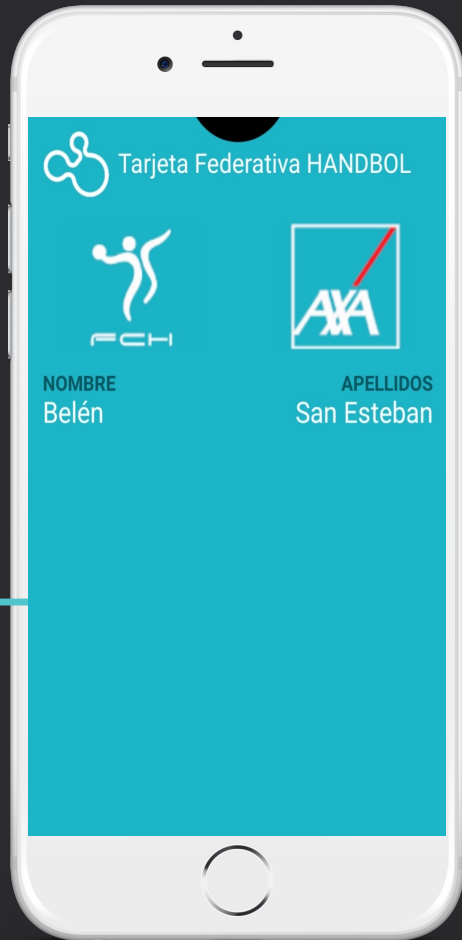 Tarjeta Federativa HANDBOL
FCH
AXA
NOMBRE APELLIDOS
Belén San Esteban